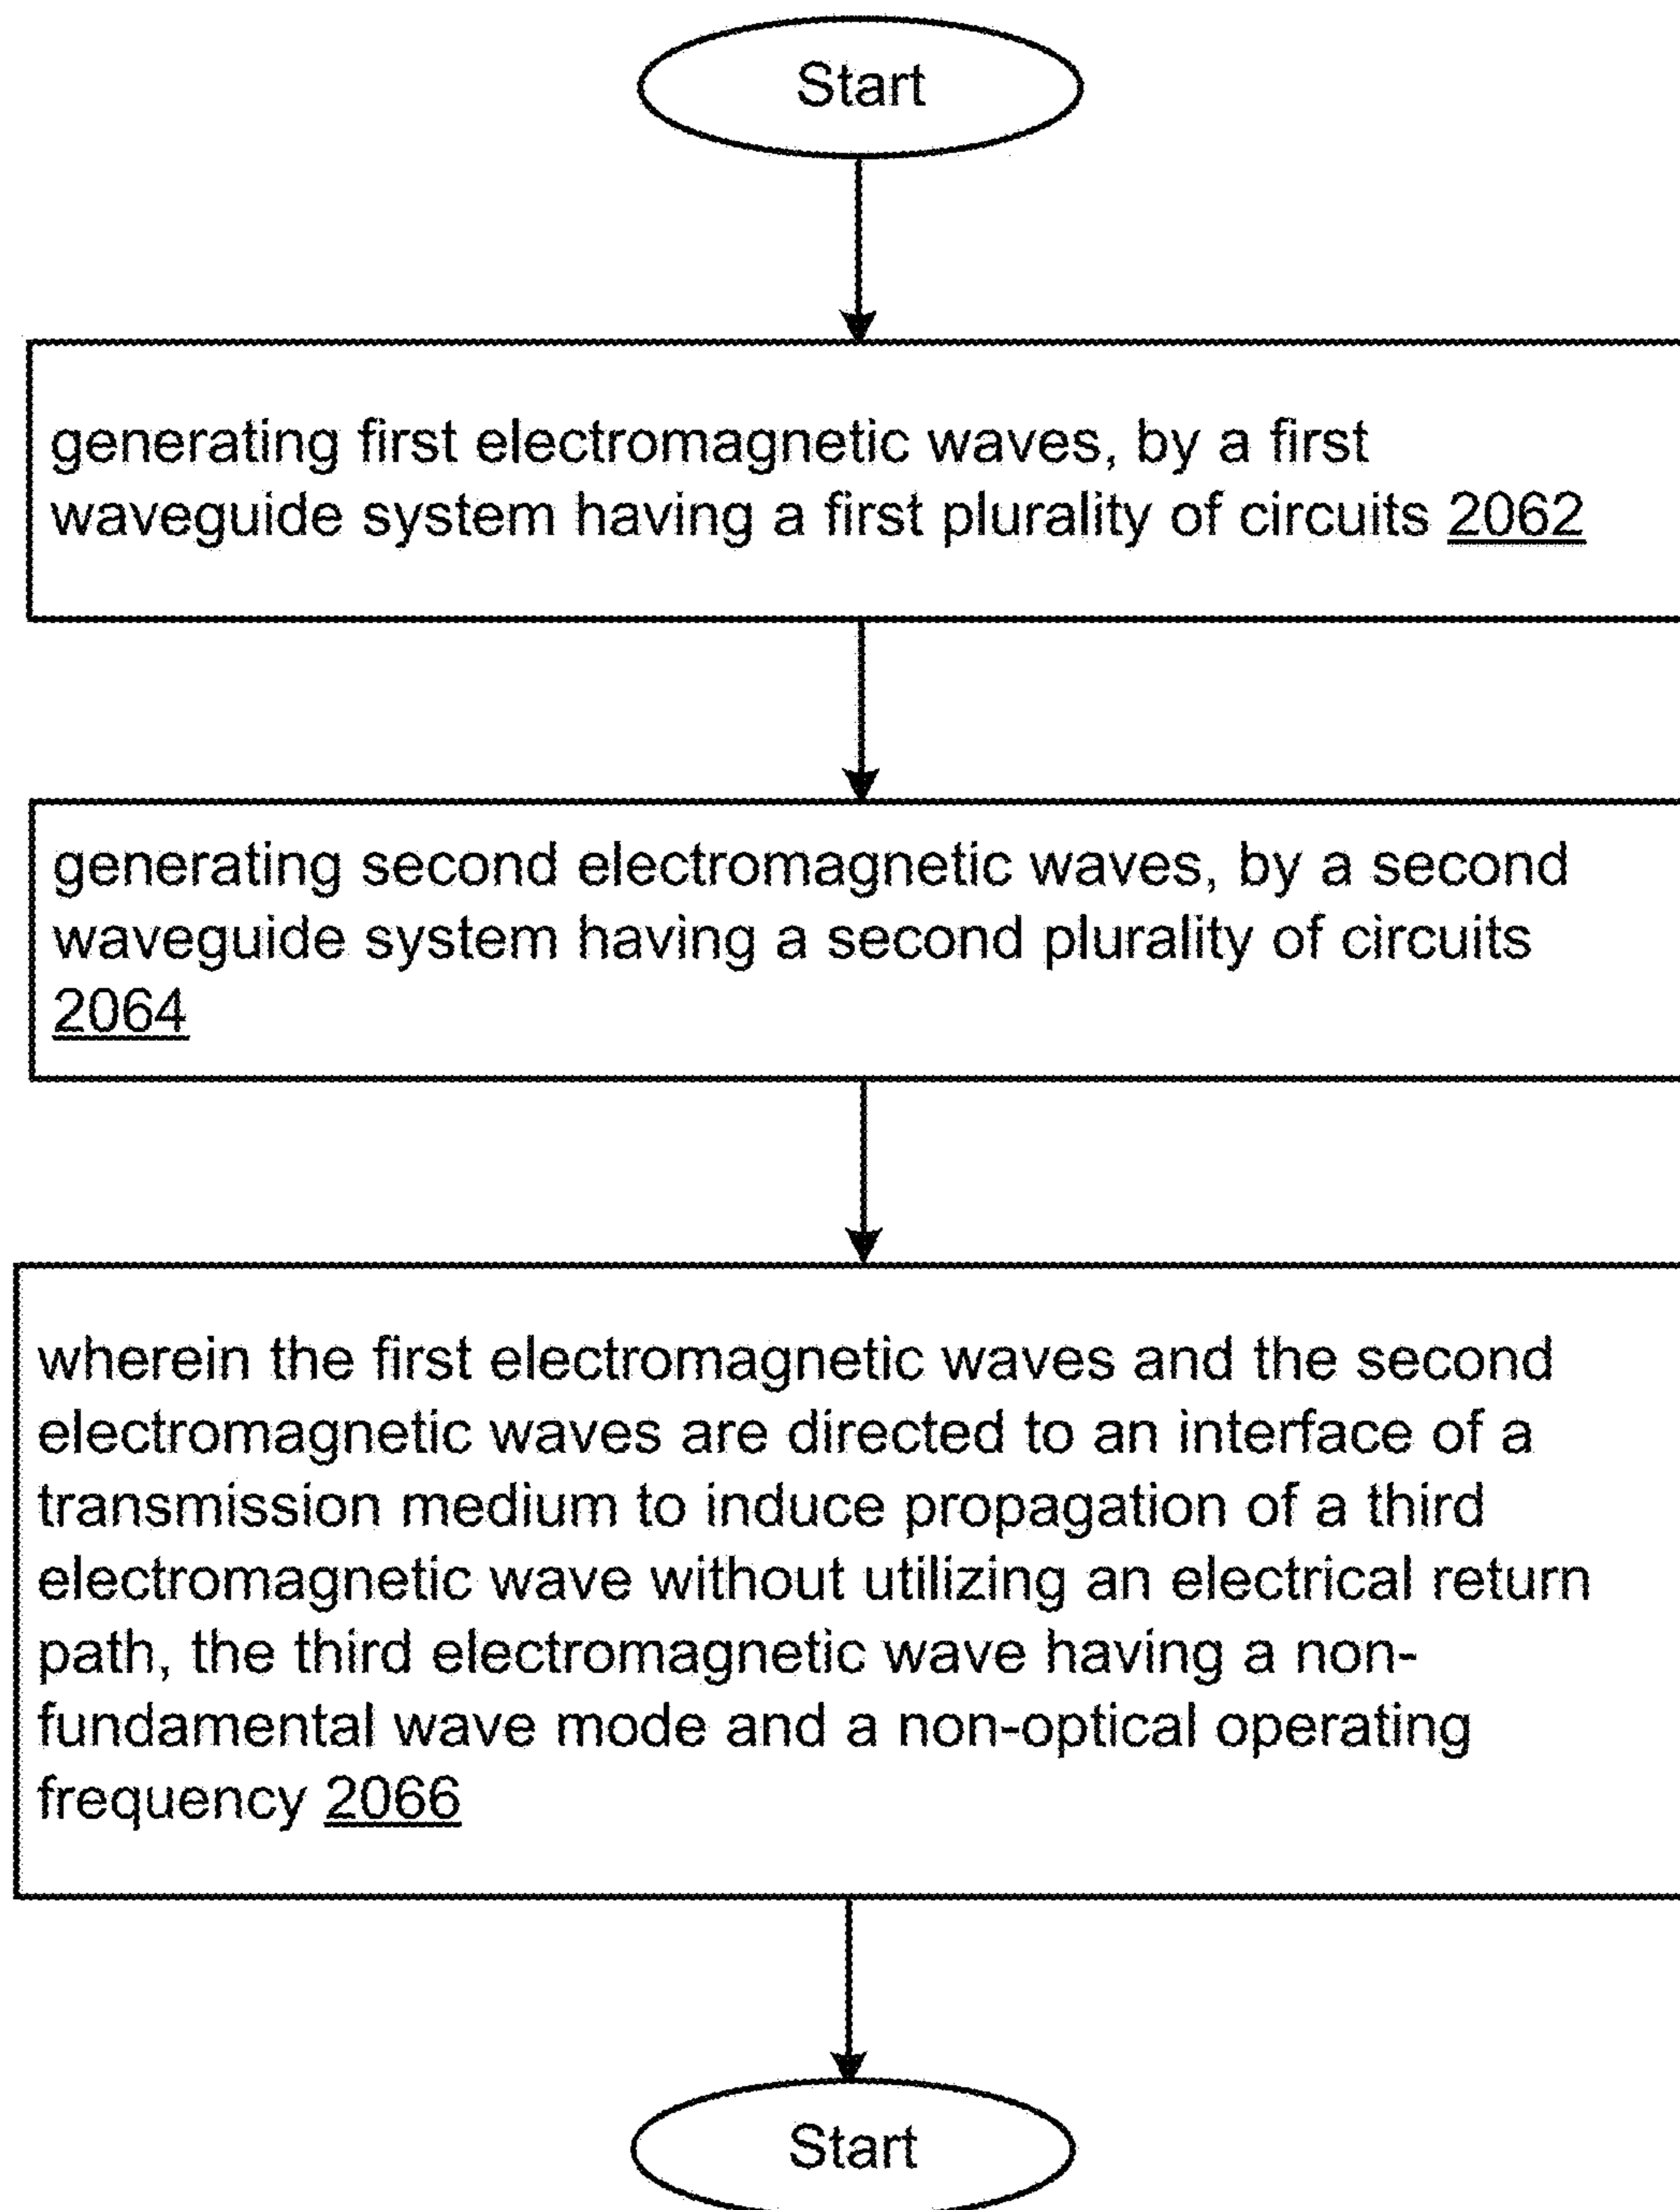 Start
generating first electromagnetic waves, by a first
waveguide system having a first plurality of circuits 2062
generating second electromagnetic waves, by a second
waveguide system having a second plurality of circuits
2064
wherein the first electromagnetic waves and the second
electromagnetic waves are directed to an interface of a
transmission medium to induce propagation of a third
electromagnetic wave without utilizing an electrical return
path, the third electromagnetic wave having a non-
fundamental wave mode and a non-optical operating
frequency 2066
Start